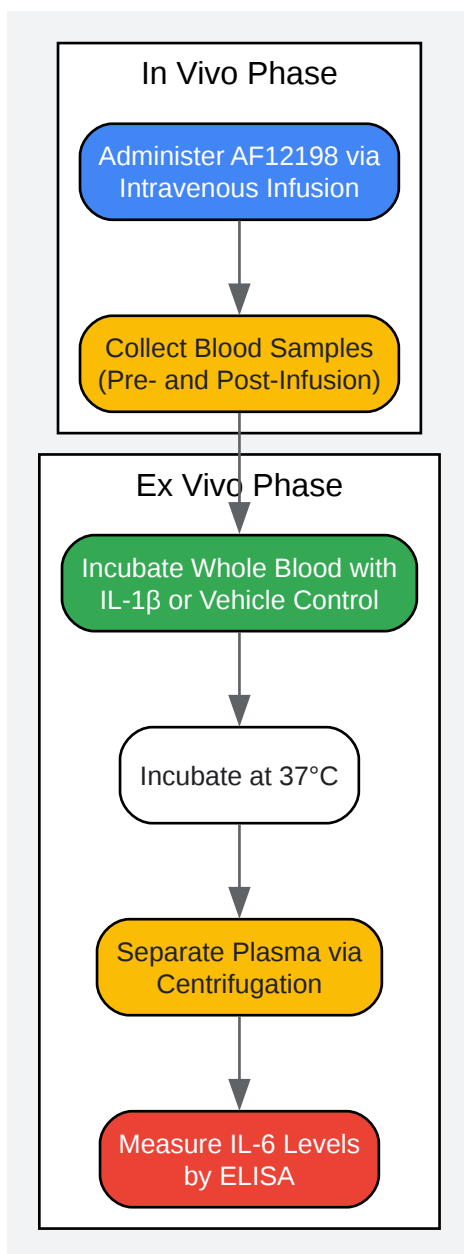 In Vivo Phase
Administer AF12198 via
Intravenous Infusion
Collect Blood Samples
(Pre- and Post-Infusion)
Ex Vivo Phase
Incubate Whole Blood with
IL-1β or Vehicle Control
Incubate at 37°C
Separate Plasma via
Centrifugation
Measure IL-6 Levels
by ELISA